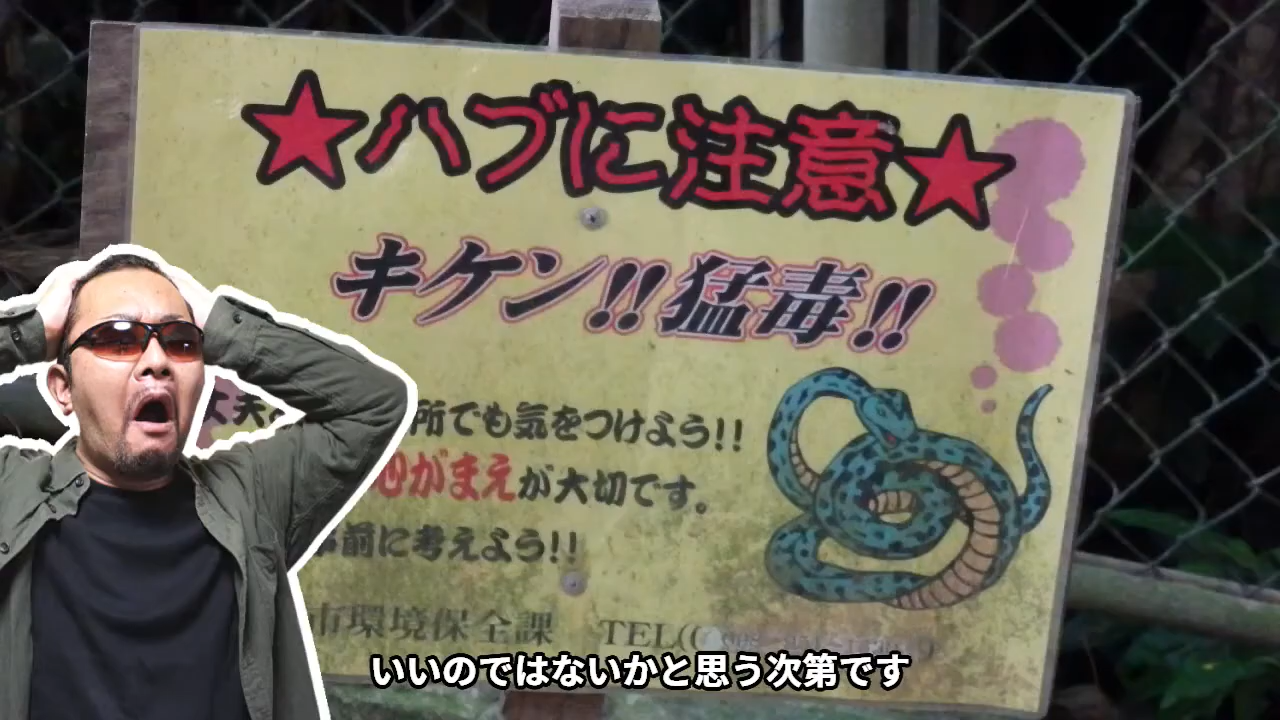 ★ハブに注意★
キケン!!猛毒!!
所でも気をつけよう!!
心がまえが大切です。
前に考えよう!!
市環境保全課 TEL
いいのではないかと思う次第です